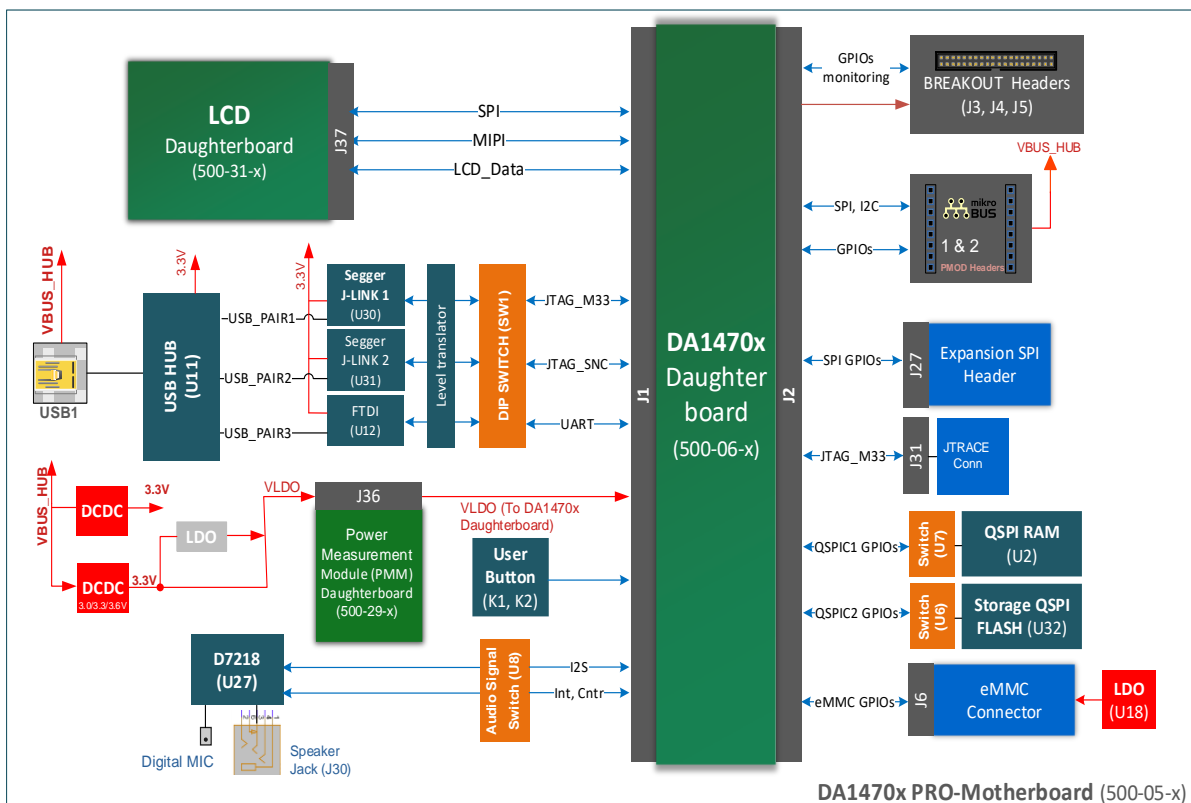 LCD
Daughterboard
(500-31-x)
J37
SPI
MIPI
LCD_Data
VBUS_HUB
USB1
3.3V
USB HUB
(U11)
USB_PAIR1
USB_PAIR2
USB_PAIR3
3.3V
Segger
J-LINK 1
(U30)
Segger
J-LINK 2
(U31)
FTDI
(U12)
Level translator
DIP SWITCH (SW1)
JTAG_M33
JTAG_SNC
UART
VBUS_HUB
DCDC
3.3V
LDO
DCDC
3.0/3.3/3.6V
3.3V
VLDO
J36
Power
Measurement
Module (PMM)
Daughterboard
(500-29-x)
VLDO (To DA1470x
Daughterboard)
User
Button
(K1, K2)
D7218
(U27)
Digital MIC
Speaker
Jack (J30)
Audio Signal
Switch (U8)
I2S
Int, Cntr
J1
DA1470x
Daughter
board
(500-06-x)
J2
GPIOs
monitoring
BREAKOUT Headers
(J3, J4, J5)
VBUS_HUB
SPI, I2C
GPIOs
mikro
BUS
1 & 2
PMOD Headers
SPI GPIOs
J27
Expansion SPI
Header
JTAG_M33
J31
JTRACE
Conn
QSPIC1 GPIOs
Switch
(U7)
QSPI RAM
(U2)
QSPIC2 GPIOs
Switch
(U6)
Storage QSPI
FLASH (U32)
eMMC GPIOs
J6
eMMC
Connector
LDO
(U18)
DA1470x PRO-Motherboard (500-05-x)